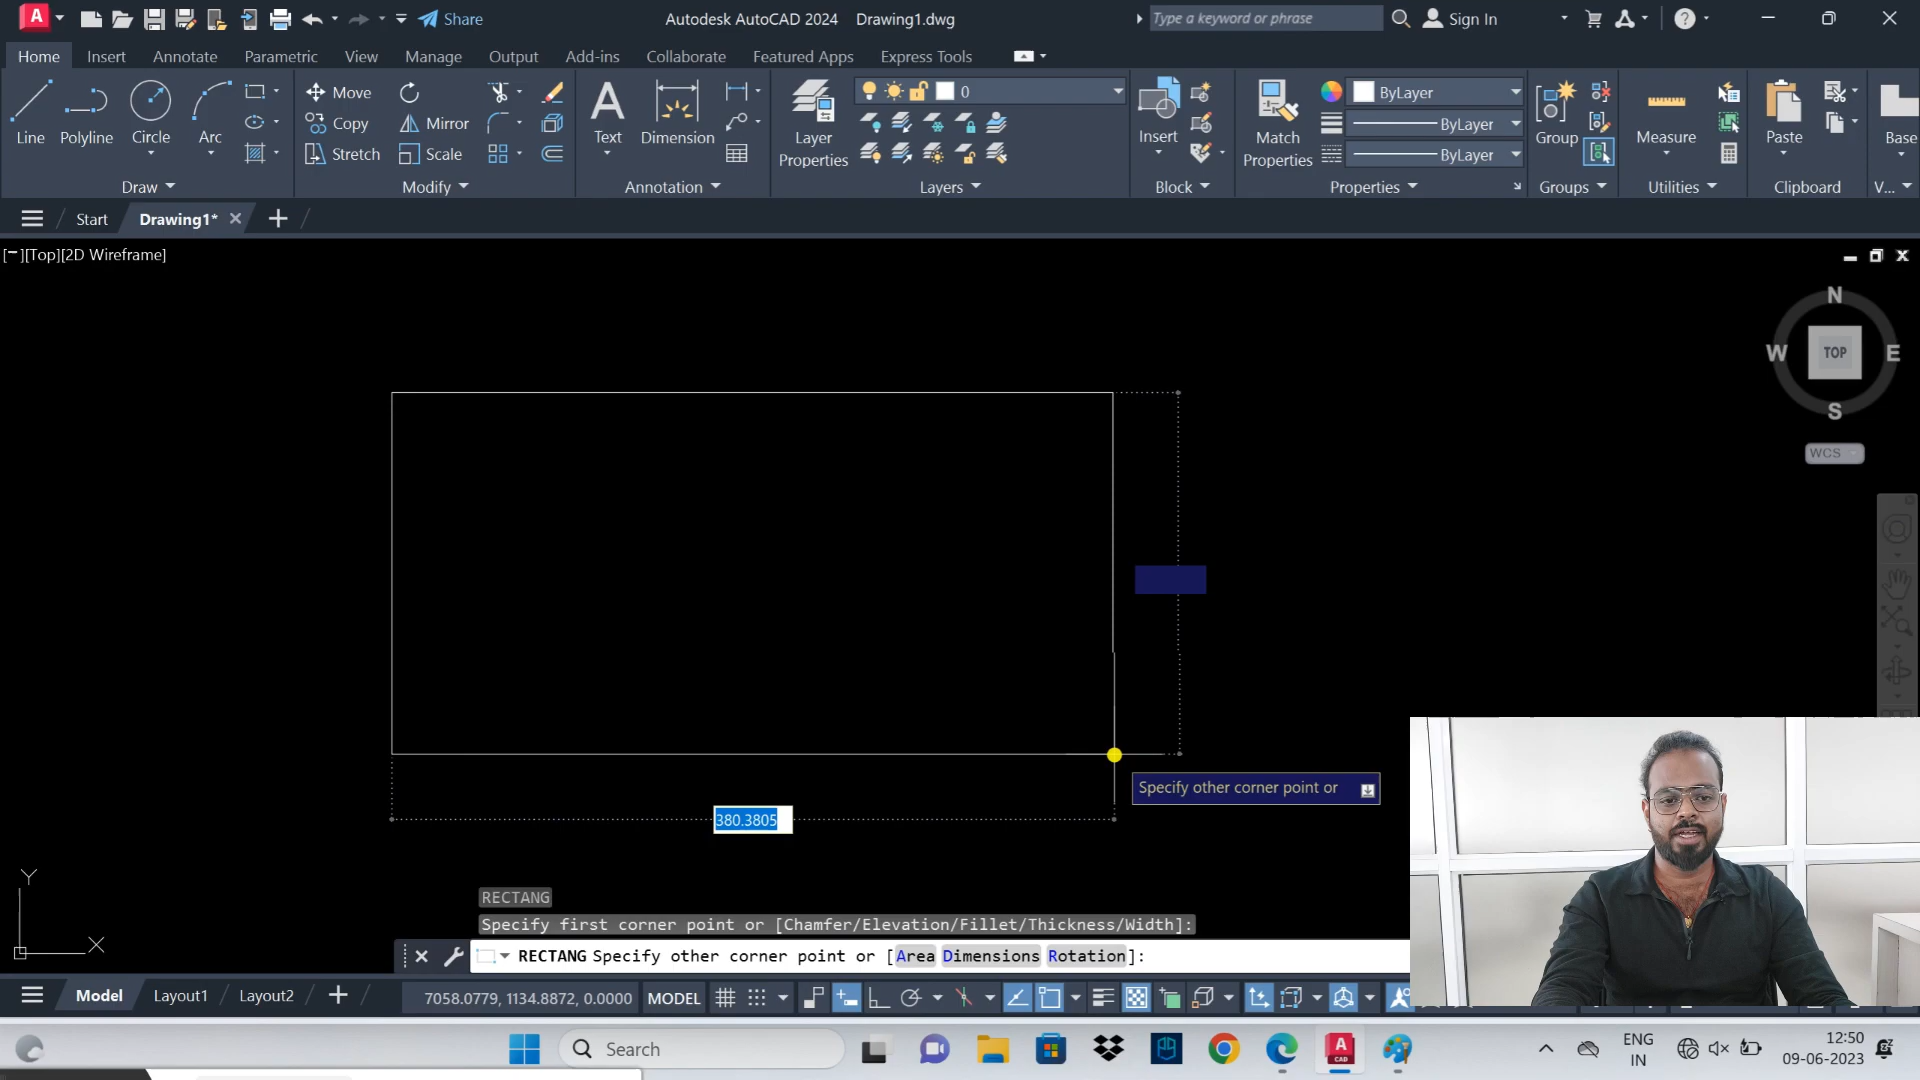 A Share Autodesk AutoCAD 2024 Drawing1.dwg Type a keyword or phrase Sign In ?
Home Insert Annotate Parametric View Manage Output Add-ins Collaborate Featured Apps Express Tools
Line Polyline Circle Arc
Move
Copy Mirror
Stretch Scale
Text Dimension
Layer Properties
0
Insert
Match Properties
ByLayer
ByLayer
ByLayer
Group Measure Paste Base
Draw Modify Annotation Layers Block Properties Groups Utilities Clipboard V...
Start Drawing1*
[−][Top][2D Wireframe]
N
W TOP E
S
WCS
Specify other corner point or
380.3805
Y
X
RECTANG
Specify first corner point or [Chamfer/Elevation/Fillet/Thickness/Width]:
RECTANG Specify other corner point or [Area Dimensions Rotation]:
Model Layout1 Layout2 7058.0779, 1134.8872, 0.0000 MODEL
Search
A
CAD
ENG
IN
12:50
09-06-2023